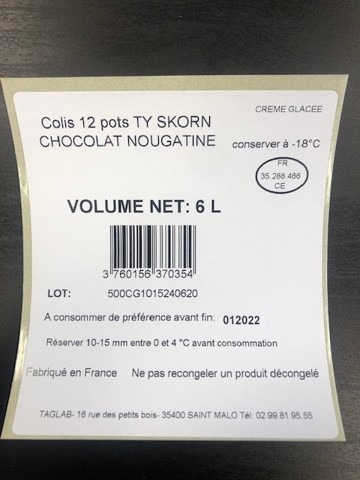 CREME GLACEE
Colis 12 pots TY SKORN
CHOCOLAT NOUGATINE
conserver à -18°C
FR
35.288.466
CE
VOLUME NET: 6 L
3 760156 370354
LOT: 500CG1015240620
A consommer de préférence avant fin: 012022
Réserver 10-15 mm entre 0 et 4 °C avant consommation
Fabriqué en France Ne pas recongeler un produit décongelé
TAGLAB- 16 rue des petits bois- 35400 SAINT MALO Tél: 02.99.81.95.55